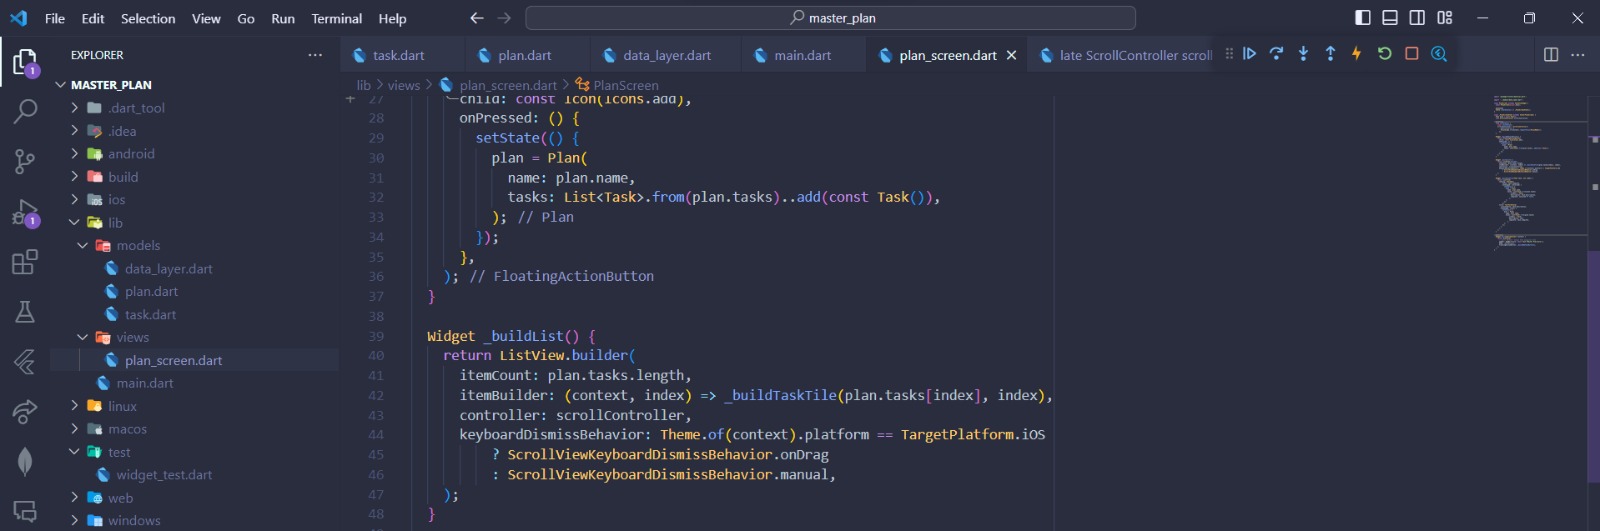 File Edit Selection View Go Run Terminal Help
master_plan
EXPLORER
task.dart plan.dart data_layer.dart main.dart plan_screen.dart late ScrollController scroll
MASTER_PLAN
lib > views > plan_screen.dart > PlanScreen
.dart_tool
.idea
android
build
ios
lib
models
data_layer.dart
plan.dart
task.dart
views
plan_screen.dart
main.dart
linux
macos
test
widget_test.dart
web
windows
1
1
27 child: const Icon(Icons.add),
28 onPressed: () {
29 setState(() {
30 plan = Plan(
31 name: plan.name,
32 tasks: List<Task>.from(plan.tasks)..add(const Task()),
33 ); // Plan
34 });
35 },
36 ); // FloatingActionButton
37 }
38
39 Widget _buildList() {
40 return ListView.builder(
41 itemCount: plan.tasks.length,
42 itemBuilder: (context, index) => _buildTaskTile(plan.tasks[index], index),
43 controller: scrollController,
44 keyboardDismissBehavior: Theme.of(context).platform == TargetPlatform.iOS
45 ? ScrollViewKeyboardDismissBehavior.onDrag
46 : ScrollViewKeyboardDismissBehavior.manual,
47 );
48 }